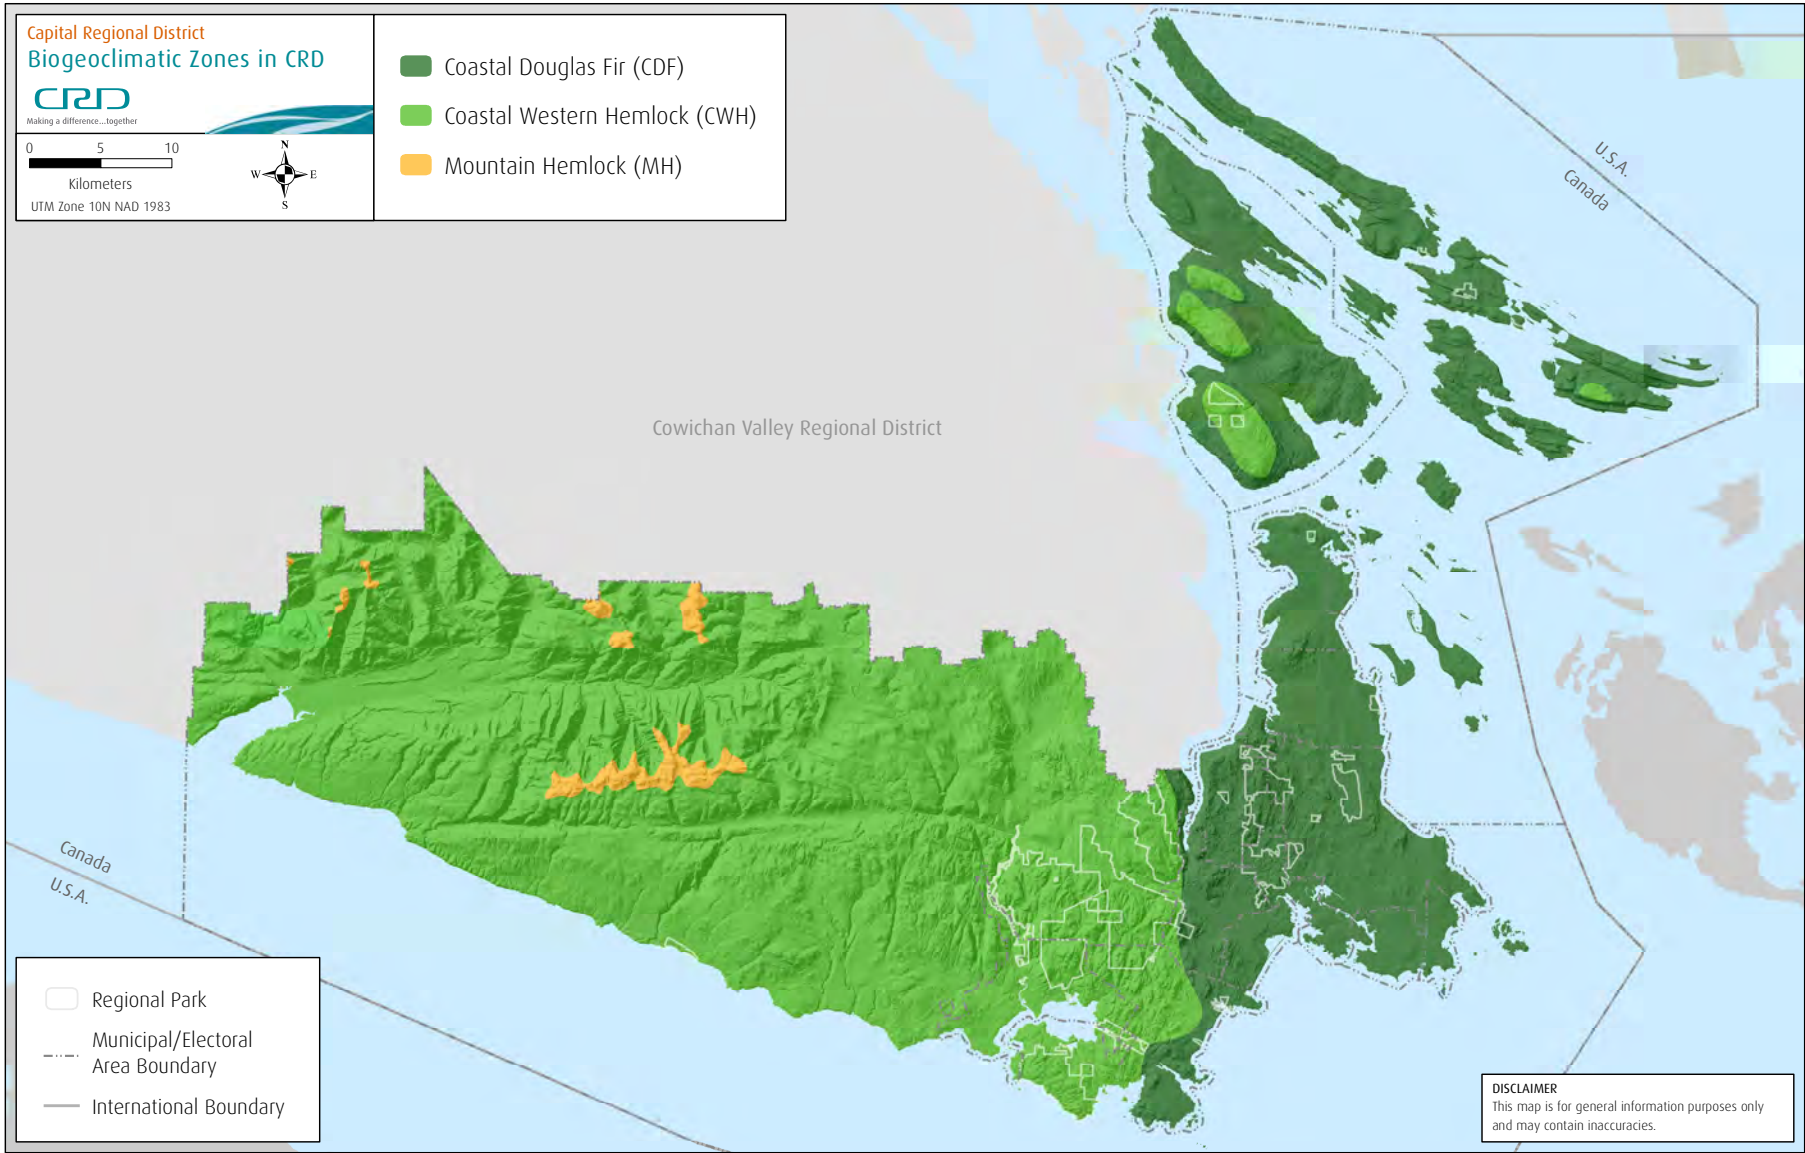 Capital Regional District
Biogeoclimatic Zones in CRD
CRD
Making a difference...together
0 5 10
Kilometers
UTM Zone 10N NAD 1983
N
W E
S
Coastal Douglas Fir (CDF)
Coastal Western Hemlock (CWH)
Mountain Hemlock (MH)
U.S.A.
Canada
Cowichan Valley Regional District
Canada
U.S.A.
Regional Park
Municipal/Electoral
Area Boundary
International Boundary
DISCLAIMER
This map is for general information purposes only
and may contain inaccuracies.